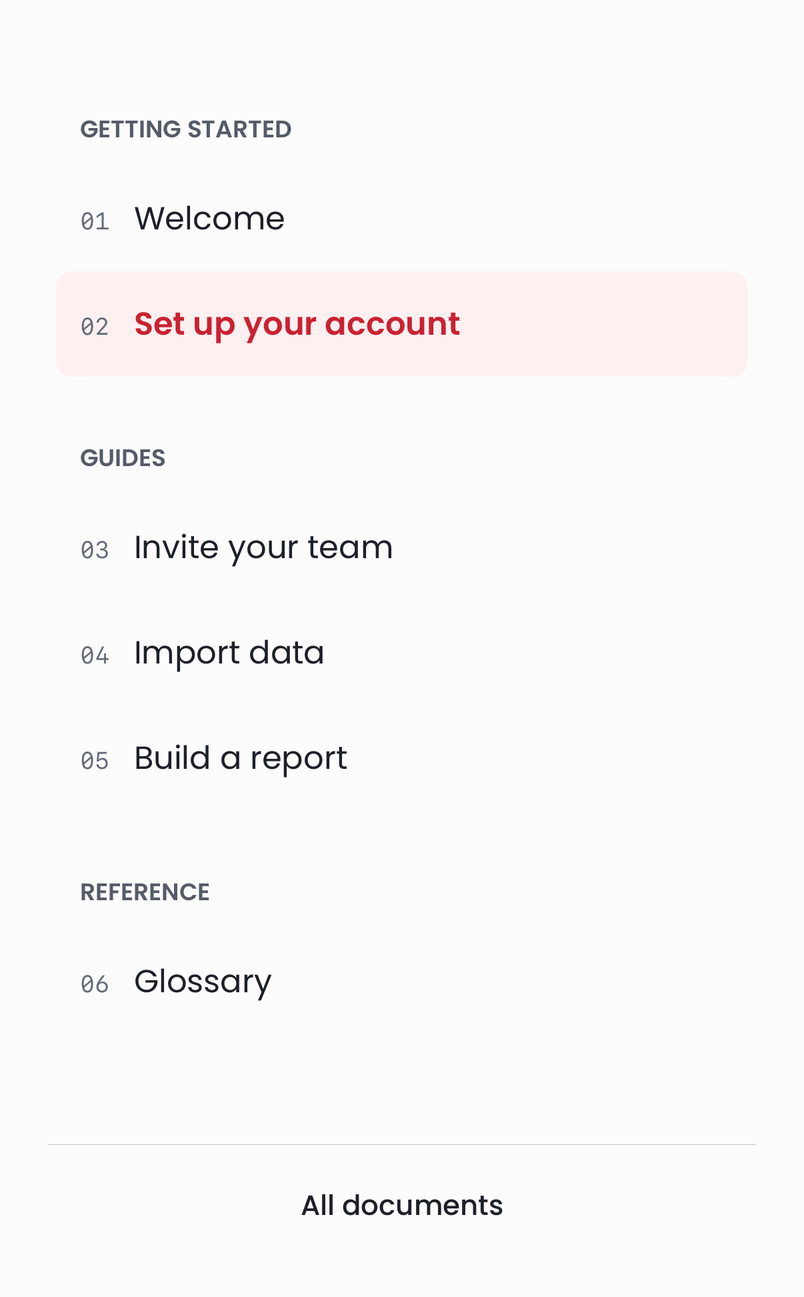 GETTING STARTED
01 Welcome
02 Set up your account
GUIDES
03 Invite your team
04 Import data
05 Build a report
REFERENCE
06 Glossary
All documents